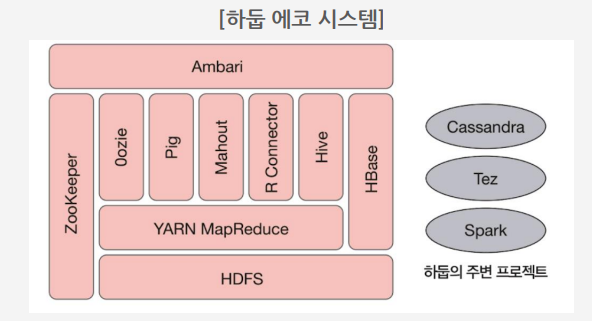 [하둡 에코 시스템]
Ambari
ZooKeeper
0ozie
Pig
Mahout
R Connector
Hive
HBase
YARN MapReduce
HDFS
Cassandra
Tez
Spark
하둡의 주변 프로젝트